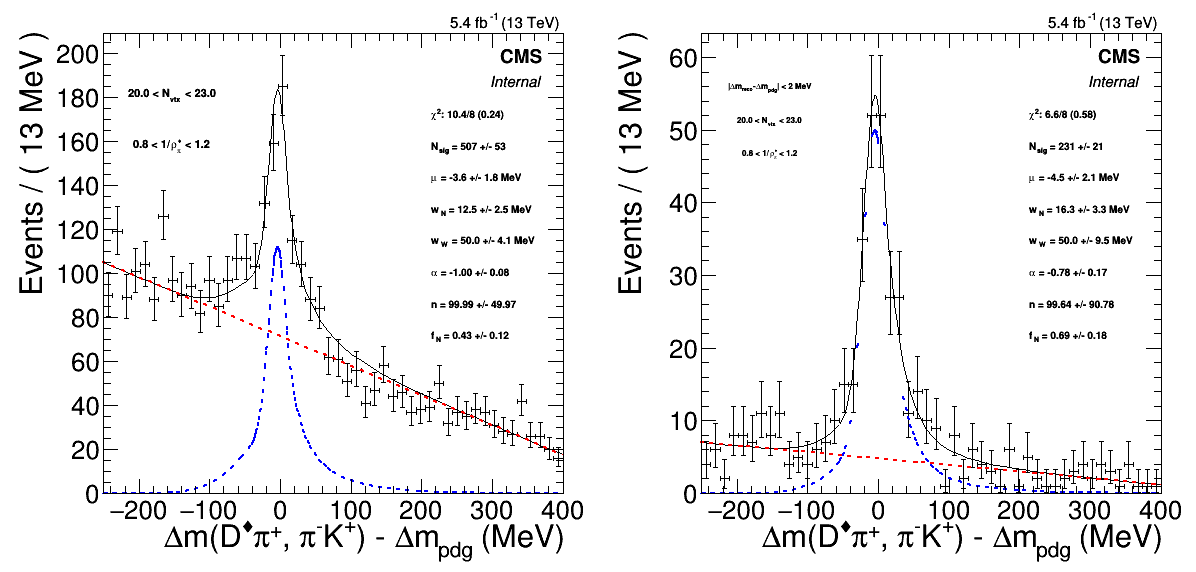 5.4 fb⁻¹ (13 TeV)
CMS
Internal
20.0 < N_vtx < 23.0
0.8 < 1/ρ_π^* < 1.2
χ²: 10.4/8 (0.24)
N_sig = 507 +/- 53
μ = -3.6 +/- 1.8 MeV
w_N = 12.5 +/- 2.5 MeV
w_W = 50.0 +/- 4.1 MeV
α = -1.00 +/- 0.08
n = 99.99 +/- 49.97
f_N = 0.43 +/- 0.12
Events / ( 13 MeV )
200
180
160
140
120
100
80
60
40
20
0
−200 −100 0 100 200 300 400
Δm(D♦π⁺, π⁻K⁺) - Δm_pdg (MeV)
5.4 fb⁻¹ (13 TeV)
CMS
Internal
|Δm_reco-Δm_pdg| < 2 MeV
20.0 < N_vtx < 23.0
0.8 < 1/ρ_π^* < 1.2
χ²: 6.6/8 (0.58)
N_sig = 231 +/- 21
μ = -4.5 +/- 2.1 MeV
w_N = 16.3 +/- 3.3 MeV
w_W = 50.0 +/- 9.5 MeV
α = -0.78 +/- 0.17
n = 99.64 +/- 90.78
f_N = 0.69 +/- 0.18
Events / ( 13 MeV )
60
50
40
30
20
10
0
−200 −100 0 100 200 300 400
Δm(D♦π⁺, π⁻K⁺) - Δm_pdg (MeV)